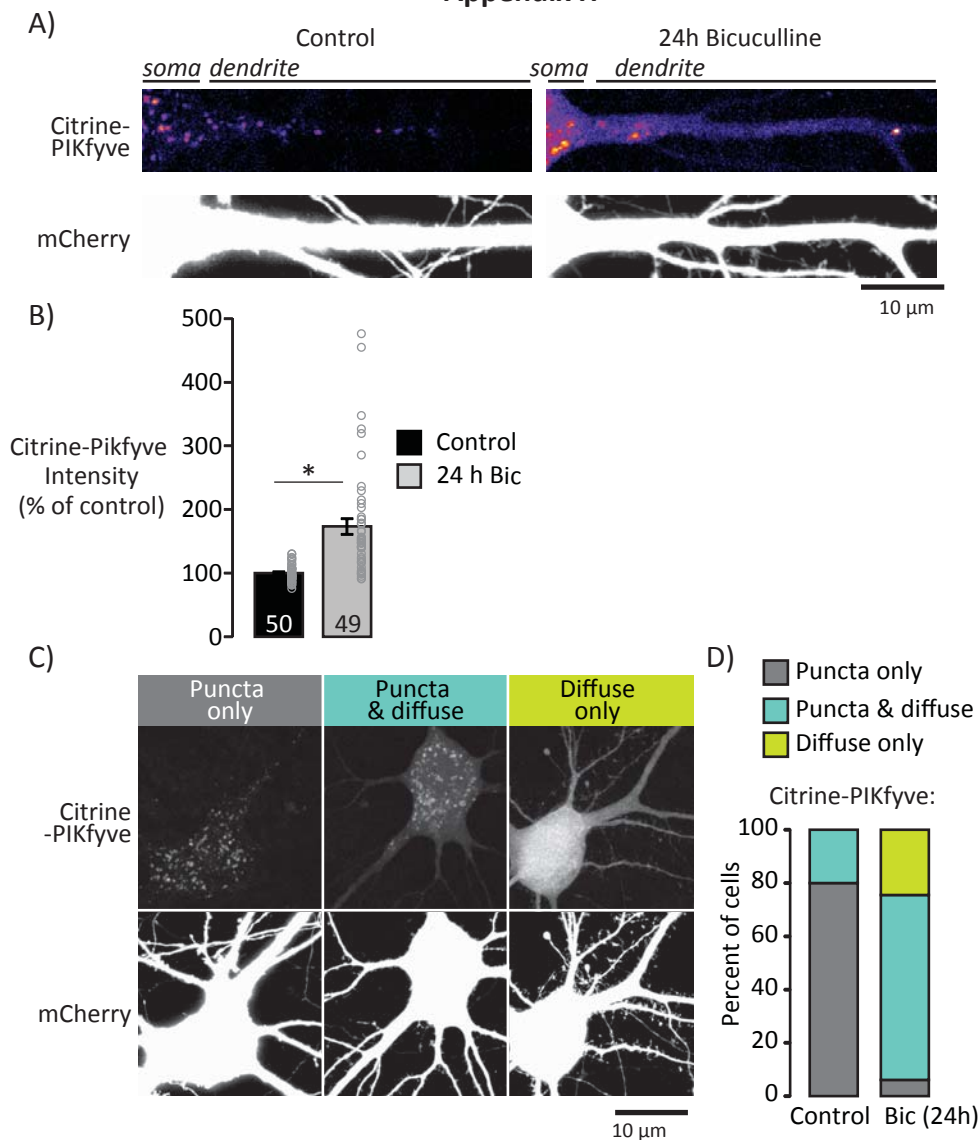 A)
Control
24h Bicuculline
soma dendrite
soma dendrite
Citrine-
PIKfyve
mCherry
10 µm
B)
500
400
300
200
100
0
Citrine-Pikfyve
Intensity
(% of control)
*
50
49
Control
24 h Bic
C)
Puncta
only
Puncta
& diffuse
Diffuse
only
Citrine
-PIKfyve
mCherry
10 µm
D)
Puncta only
Puncta & diffuse
Diffuse only
Citrine-PIKfyve:
Percent of cells
100
80
60
40
20
0
Control Bic (24h)